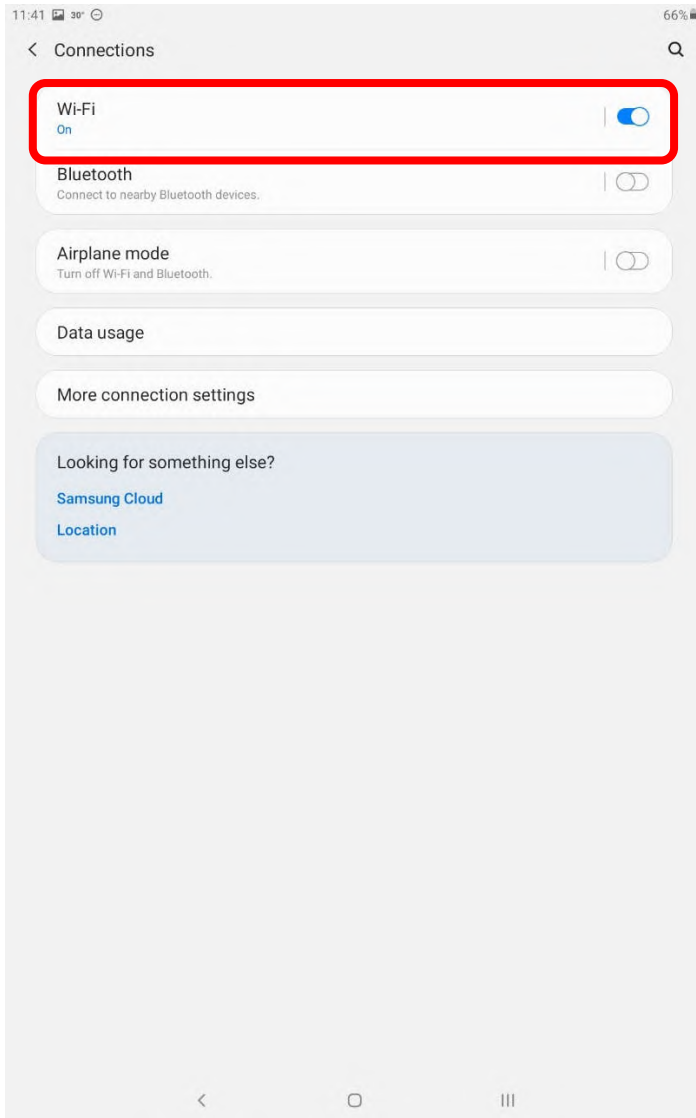 11:41 30° 66%
Connections
Wi-Fi
On
Bluetooth
Connect to nearby Bluetooth devices.
Airplane mode
Turn off Wi-Fi and Bluetooth.
Data usage
More connection settings
Looking for something else?
Samsung Cloud
Location